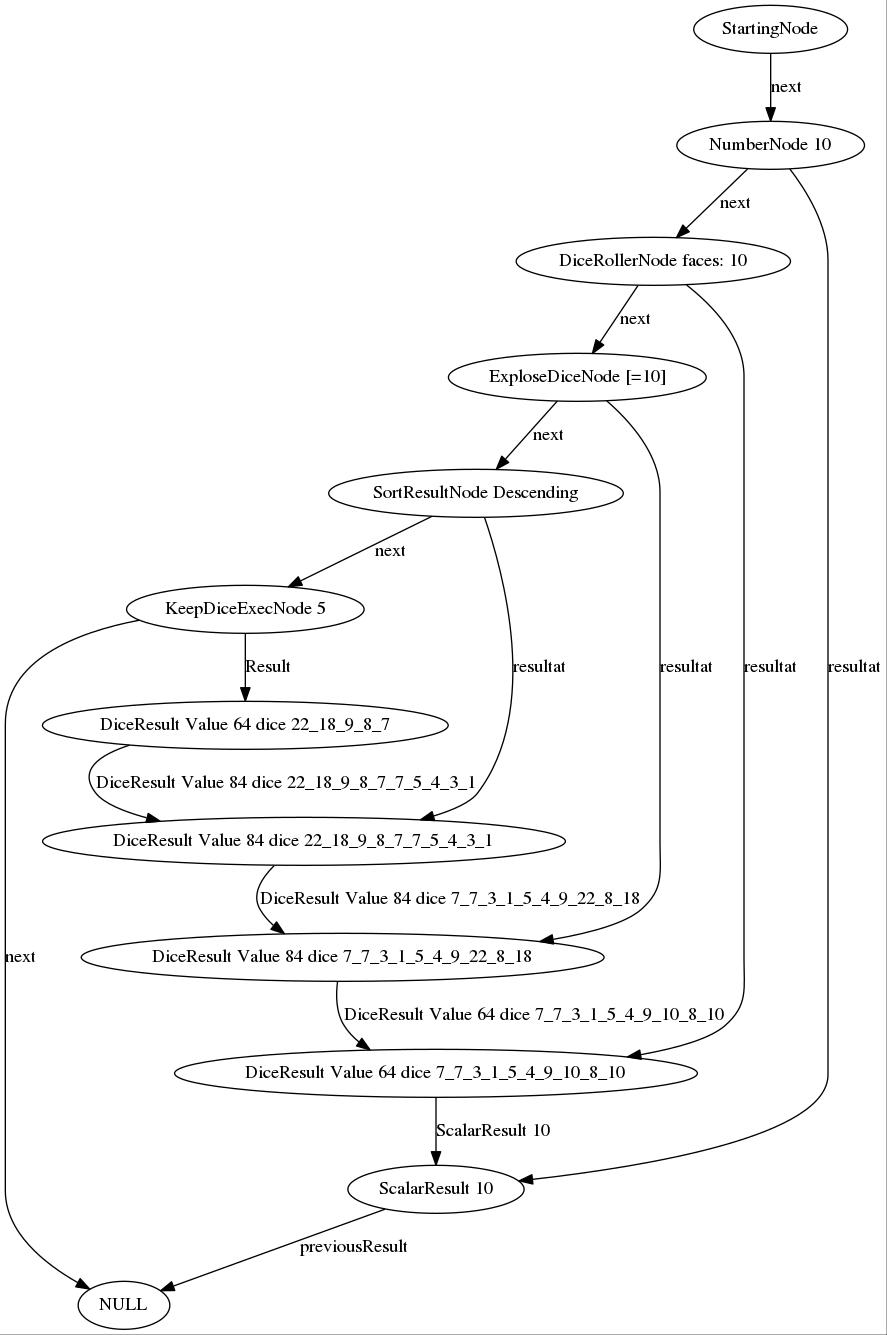 StartingNode
next
NumberNode 10
next
DiceRollerNode faces: 10
next
ExploseDiceNode [=10]
next
SortResultNode Descending
next
KeepDiceExecNode 5
Result
resultat
resultat
resultat
resultat
DiceResult Value 64 dice 22_18_9_8_7
DiceResult Value 84 dice 22_18_9_8_7_7_5_4_3_1
DiceResult Value 84 dice 22_18_9_8_7_7_5_4_3_1
DiceResult Value 84 dice 7_7_3_1_5_4_9_22_8_18
next
DiceResult Value 84 dice 7_7_3_1_5_4_9_22_8_18
DiceResult Value 64 dice 7_7_3_1_5_4_9_10_8_10
DiceResult Value 64 dice 7_7_3_1_5_4_9_10_8_10
ScalarResult 10
ScalarResult 10
previousResult
NULL